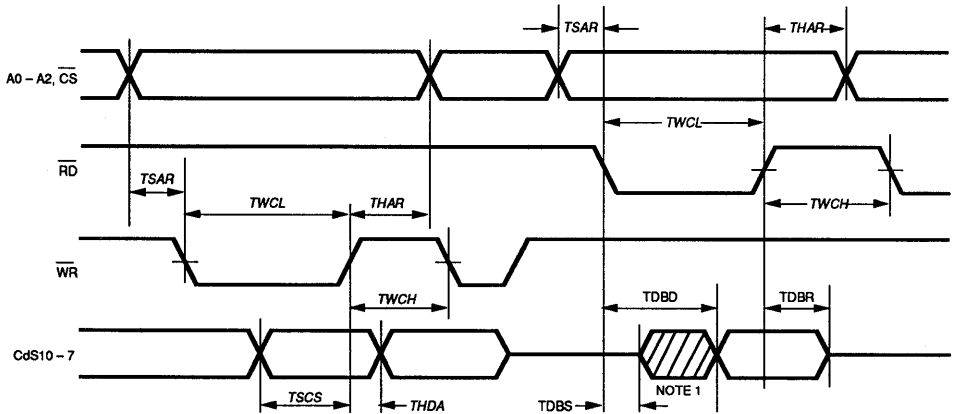 TSAR THAR
A0 – A2, CS
TWCL
RD
TSAR TWCL THAR TWCH
WR
TWCH TDBD TDBR
CdS10 – 7
TSCS THDA TDBS NOTE 1